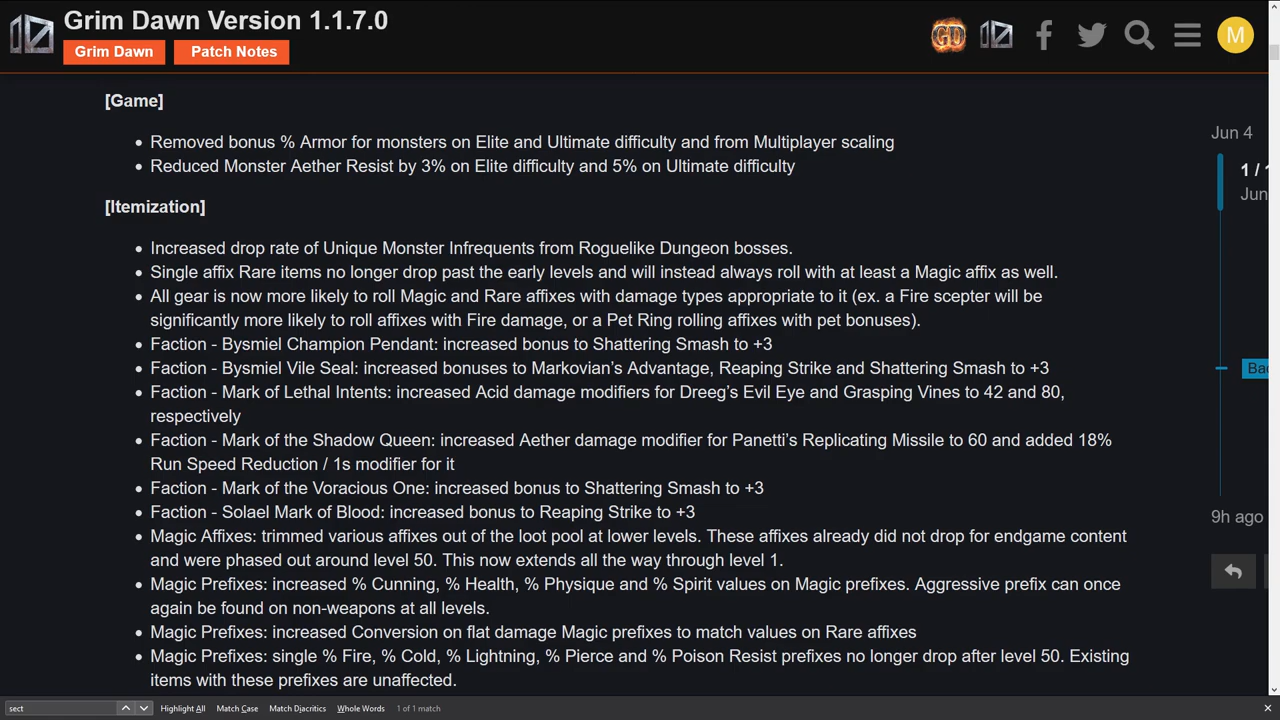 Grim Dawn Version 1.1.7.0
Grim Dawn Patch Notes
GD
M
[Game]
Removed bonus % Armor for monsters on Elite and Ultimate difficulty and from Multiplayer scaling
Reduced Monster Aether Resist by 3% on Elite difficulty and 5% on Ultimate difficulty
Jun 4
1 / 1
Jun
[Itemization]
Increased drop rate of Unique Monster Infrequents from Roguelike Dungeon bosses.
Single affix Rare items no longer drop past the early levels and will instead always roll with at least a Magic affix as well.
All gear is now more likely to roll Magic and Rare affixes with damage types appropriate to it (ex. a Fire scepter will be
significantly more likely to roll affixes with Fire damage, or a Pet Ring rolling affixes with pet bonuses).
Faction - Bysmiel Champion Pendant: increased bonus to Shattering Smash to +3
Faction - Bysmiel Vile Seal: increased bonuses to Markovian’s Advantage, Reaping Strike and Shattering Smash to +3
Bac
Faction - Mark of Lethal Intents: increased Acid damage modifiers for Dreeg’s Evil Eye and Grasping Vines to 42 and 80,
respectively
Faction - Mark of the Shadow Queen: increased Aether damage modifier for Panetti’s Replicating Missile to 60 and added 18%
Run Speed Reduction / 1s modifier for it
Faction - Mark of the Voracious One: increased bonus to Shattering Smash to +3
Faction - Solael Mark of Blood: increased bonus to Reaping Strike to +3
9h ago
Magic Affixes: trimmed various affixes out of the loot pool at lower levels. These affixes already did not drop for endgame content
and were phased out around level 50. This now extends all the way through level 1.
Magic Prefixes: increased % Cunning, % Health, % Physique and % Spirit values on Magic prefixes. Aggressive prefix can once
again be found on non-weapons at all levels.
Magic Prefixes: increased Conversion on flat damage Magic prefixes to match values on Rare affixes
Magic Prefixes: single % Fire, % Cold, % Lightning, % Pierce and % Poison Resist prefixes no longer drop after level 50. Existing
items with these prefixes are unaffected.
sect Highlight All Match Case Match Diacritics Whole Words 1 of 1 match